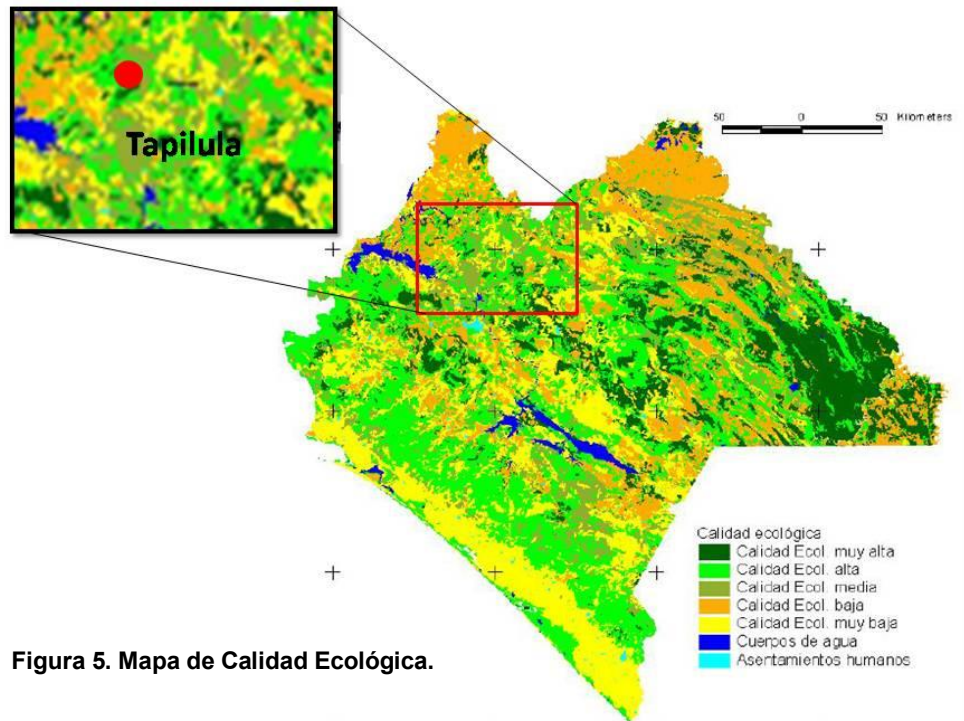 Tapilula
50 0 50 Kilometers
Calidad ecológica
Calidad Ecol. muy alta
Calidad Ecol. alta
Calidad Ecol. media
Calidad Ecol. baja
Calidad Ecol. muy baja
Cuerpos de agua
Asentamientos humanos
Figura 5. Mapa de Calidad Ecológica.